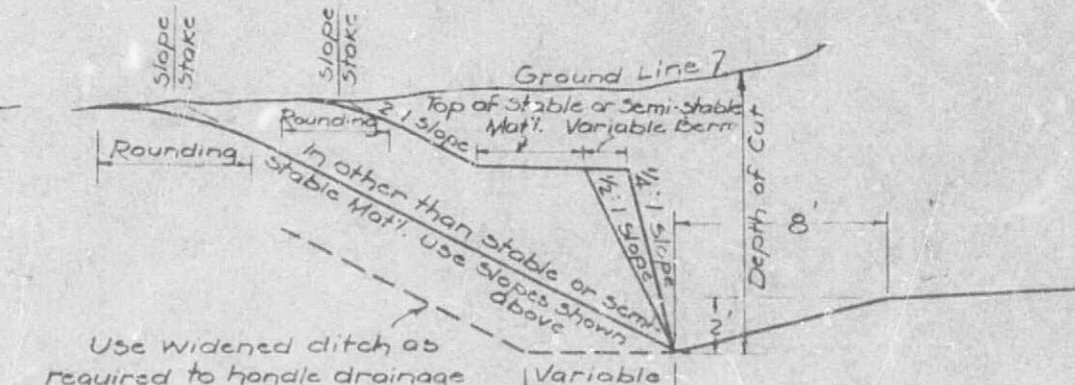 Slope
Stake
Slope
Stake
Ground Line
Top of Stable or Semi-stable
Mat'l. Variable Berm
2:1 Slope
Rounding
Rounding
In other than stable or semi-
stable Mat'l. Use slopes shown
above
1/2:1 Slope
1/4:1 Slope
Depth of Cut
8'
2'
Use widened ditch as
required to handle drainage
Variable